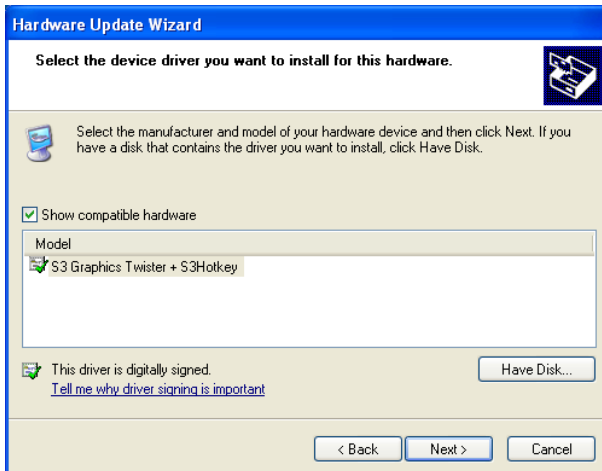 Hardware Update Wizard
Select the device driver you want to install for this hardware.
Select the manufacturer and model of your hardware device and then click Next. If you
have a disk that contains the driver you want to install, click Have Disk.
Show compatible hardware
Model
S3 Graphics Twister + S3Hotkey
This driver is digitally signed.
Tell me why driver signing is important
Have Disk...
< Back
Next >
Cancel